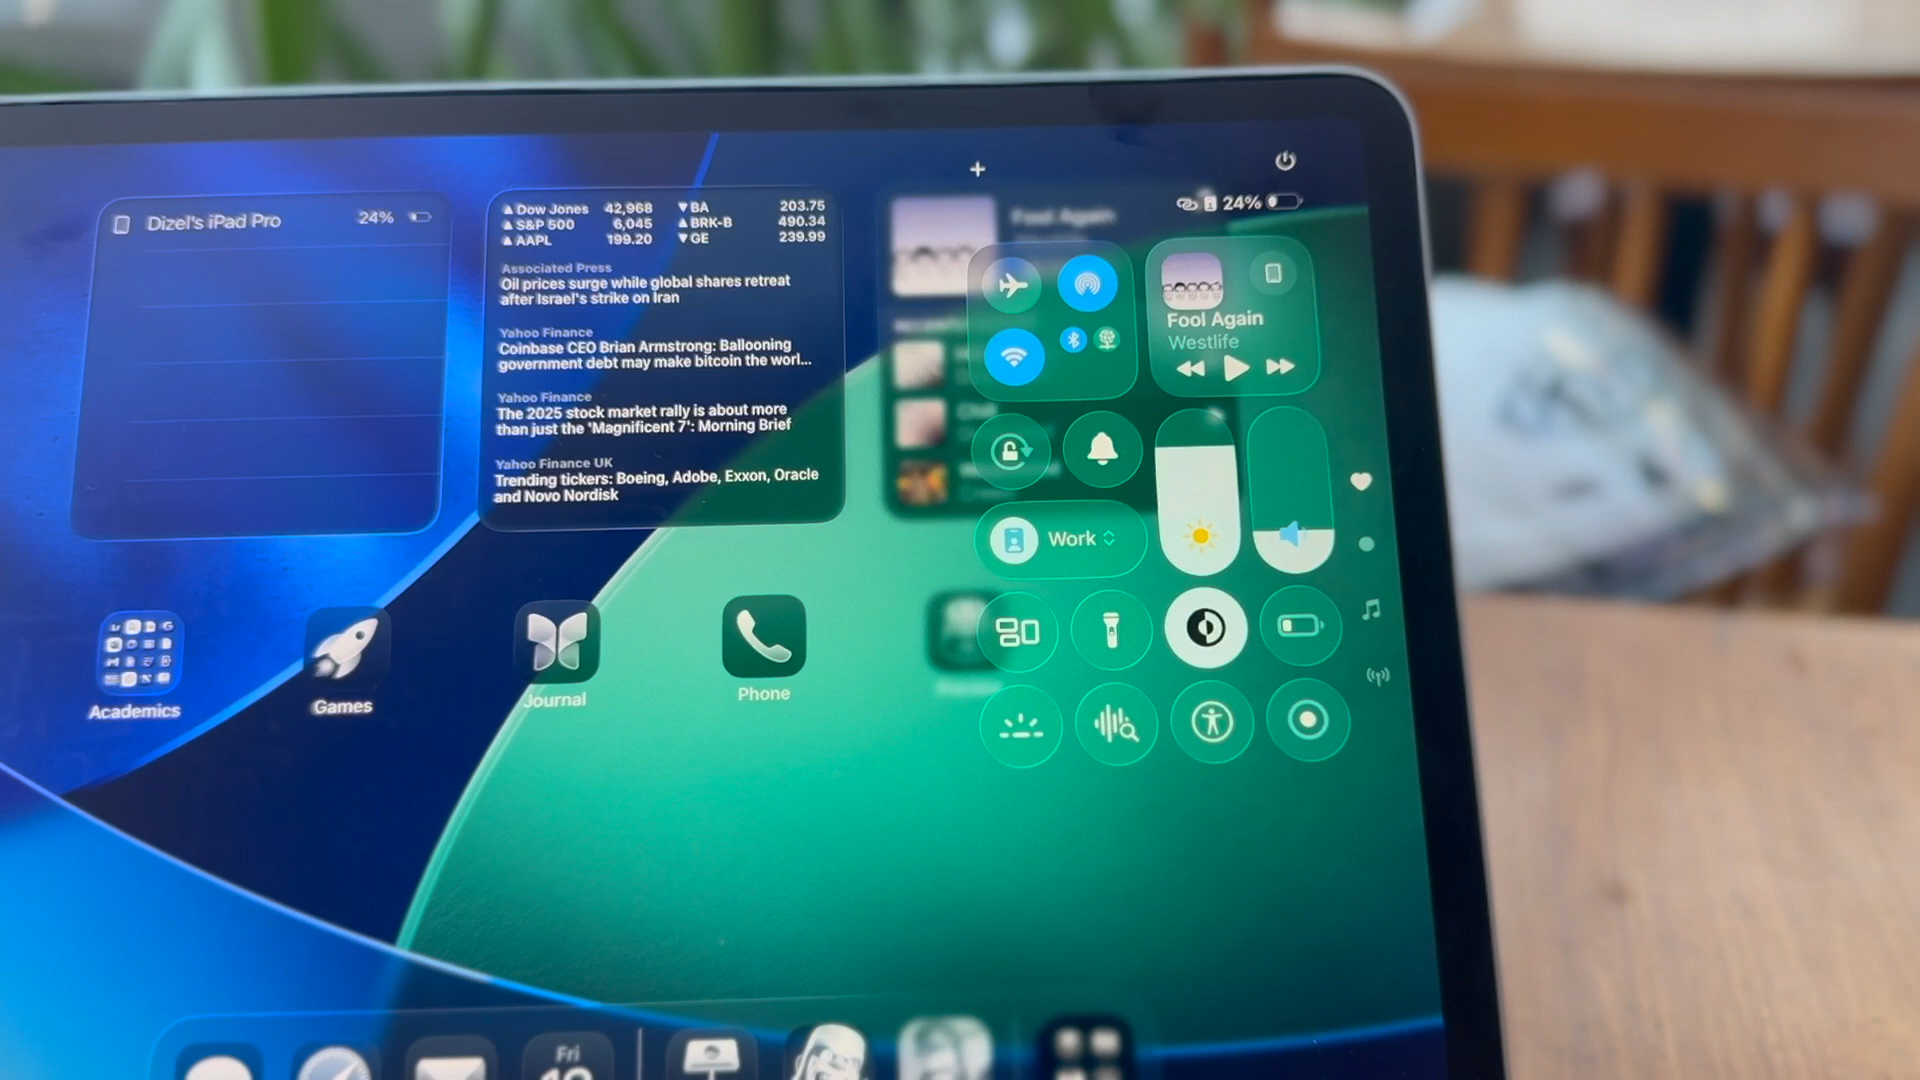 Dizel's iPad Pro 24%
▲ Dow Jones 42,968 ▼ BA 203.75
▲ S&P 500 6,045 ▲ BRK-B 490.34
▲ AAPL 199.20 ▼ GE 239.99
Associated Press
Oil prices surge while global shares retreat
after Israel's strike on Iran
Yahoo Finance
Coinbase CEO Brian Armstrong: Ballooning
government debt may make bitcoin the worl...
Yahoo Finance
The 2025 stock market rally is about more
than just the 'Magnificent 7': Morning Brief
Yahoo Finance UK
Trending tickers: Boeing, Adobe, Exxon, Oracle
and Novo Nordisk
Fool Again
24%
Fool Again
Westlife
Work
Academics
Games
Journal
Phone
Fri